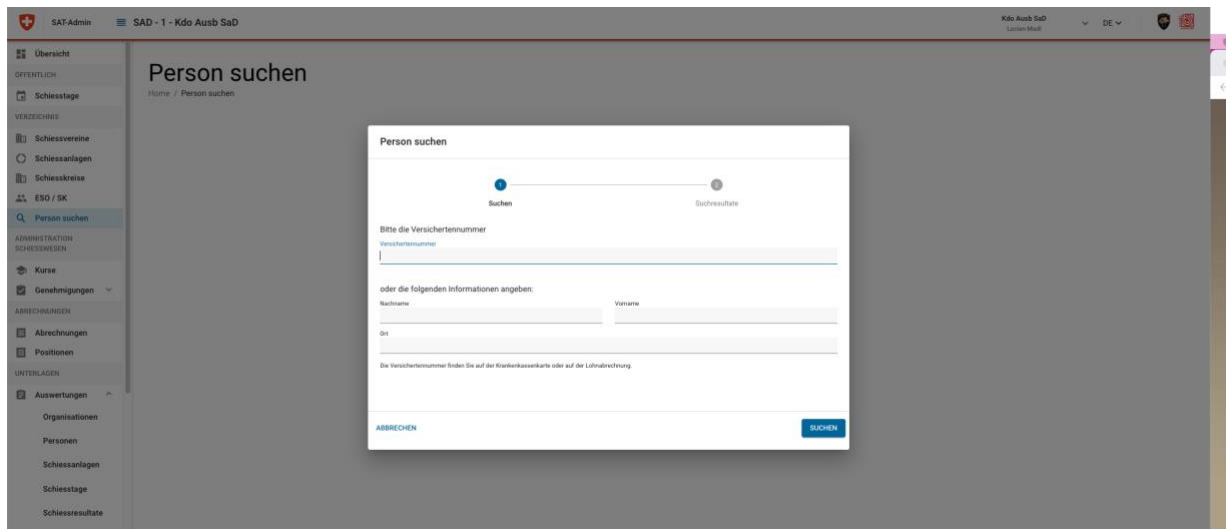 SAT-Admin
SAD - 1 - Kdo Ausb SaD
Kdo Ausb SaD
DE
Übersicht
ÖFFENTLICH
Schiesstage
VERZEICHNIS
Schiessvereine
Schiessanlagen
Schiesskreise
ESO / SK
Person suchen
ADMINISTRATION
SCHIESSWESEN
Kurse
Genehmigungen
ABRECHNUNGEN
Abrechnungen
Positionen
UNTERLAGEN
Auswertungen
Organisationen
Personen
Schiessanlagen
Schiesstage
Schiessresultate
Person suchen
Home / Person suchen
Person suchen
1
2
Suchen
Suchresultate
Bitte die Versichertennummer
Versichertennummer
oder die folgenden Informationen angeben:
Nachname
Vorname
Ort
Die Versichertennummer finden Sie auf der Krankenkassenkarte oder auf der Lohnabrechnung.
ABBRECHEN
SUCHEN